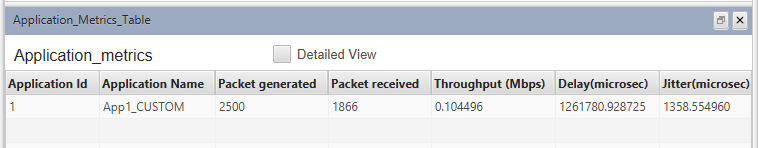 Application_Metrics_Table
Application_metrics Detailed View
Application Id Application Name Packet generated Packet received Throughput (Mbps) Delay(microsec) Jitter(microsec)
1 App1_CUSTOM 2500 1866 0.104496 1261780.928725 1358.554960